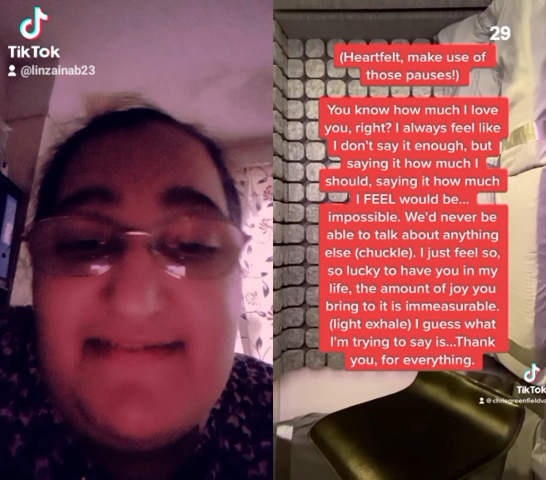 TikTok
@linzainab23
29
(Heartfelt, make use of
those pauses!)
You know how much I love
you, right? I always feel like
I don't say it enough, but
saying it how much I
should, saying it how much
I FEEL would be...
impossible. We'd never be
able to talk about anything
else (chuckle). I just feel so,
so lucky to have you in my
life, the amount of joy you
bring to it is immeasurable.
(light exhale) I guess what
I'm trying to say is...Thank
you, for everything.
TikTok